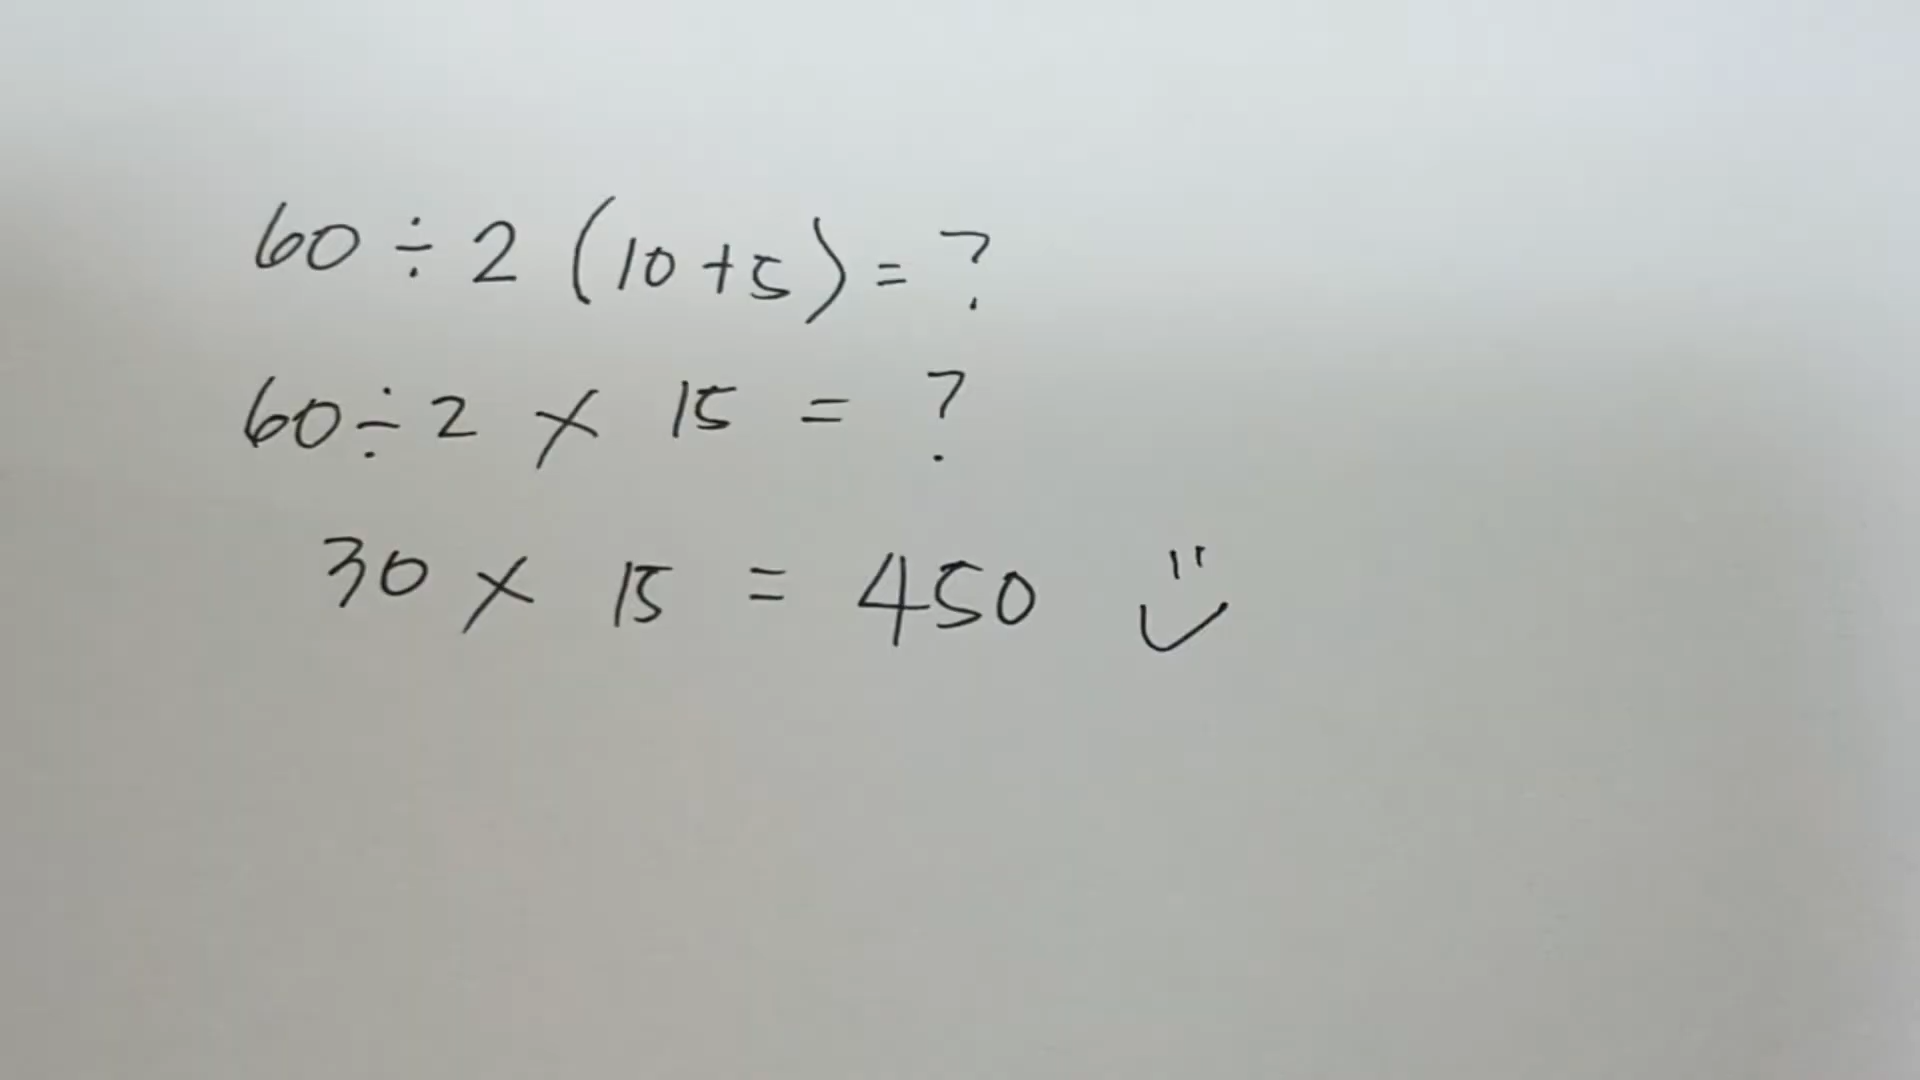 60 ÷ 2 (10+5) = ?
60 ÷ 2 × 15 = ?
30 × 15 = 450